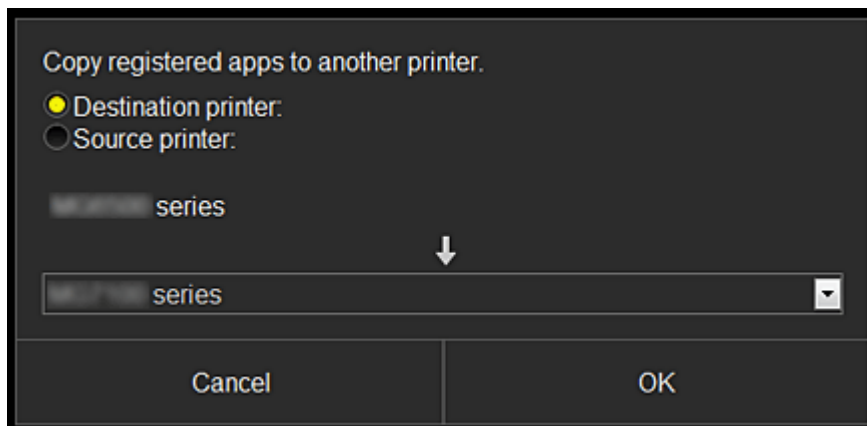 Copy registered apps to another printer.
Destination printer:
Source printer:
series
series
Cancel
OK